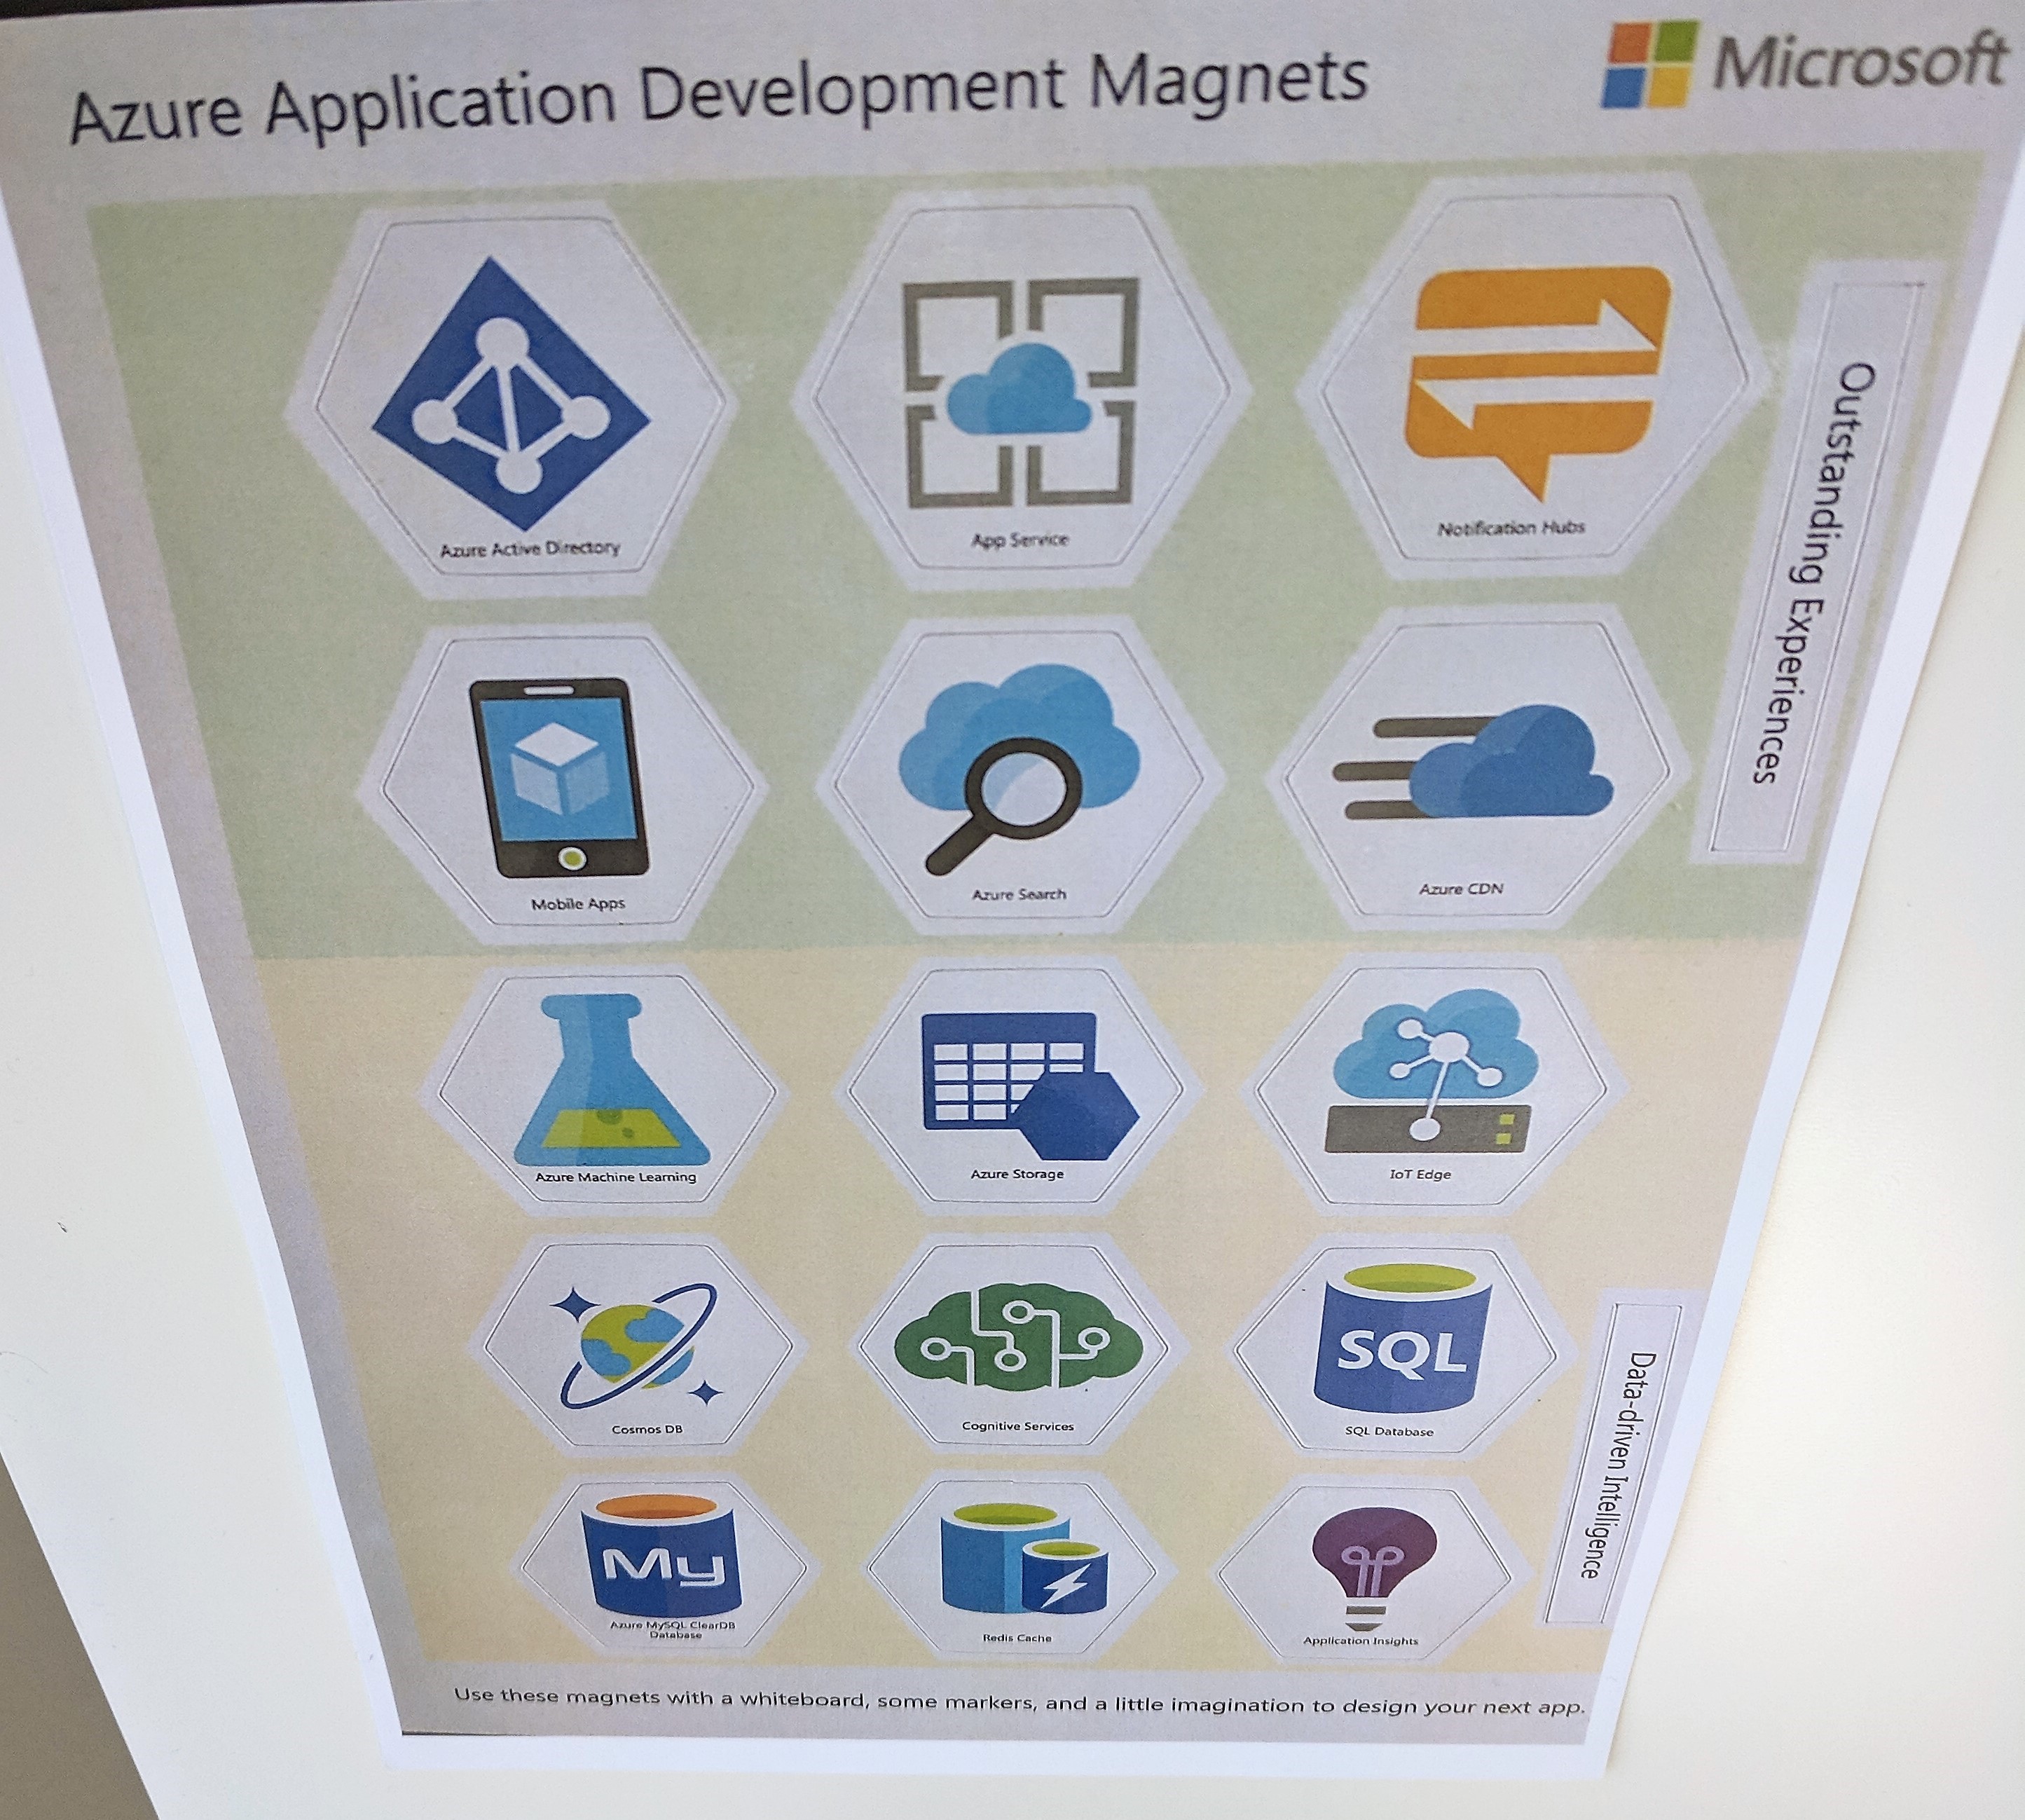 Azure Application Development Magnets
Microsoft
Azure Active Directory
App Service
Notification Hubs
Outstanding Experiences
Mobile Apps
Azure Search
Azure CDN
Azure Machine Learning
Azure Storage
IoT Edge
Cosmos DB
Cognitive Services
SQL
SQL Database
Data-driven Intelligence
My
Azure MySQL ClearDB
Database
Redis Cache
Application Insights
Use these magnets with a whiteboard, some markers, and a little imagination to design your next app.